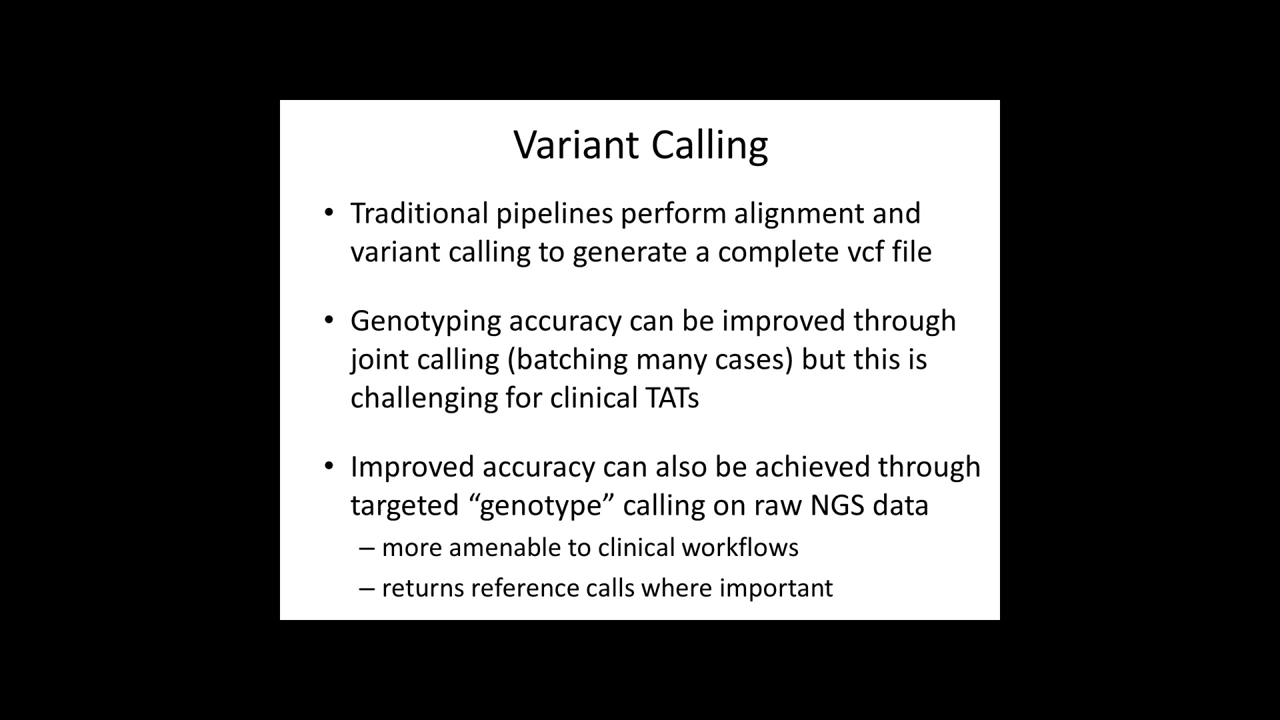 Variant Calling
• Traditional pipelines perform alignment and
variant calling to generate a complete vcf file
• Genotyping accuracy can be improved through
joint calling (batching many cases) but this is
challenging for clinical TATs
• Improved accuracy can also be achieved through
targeted “genotype” calling on raw NGS data
– more amenable to clinical workflows
– returns reference calls where important